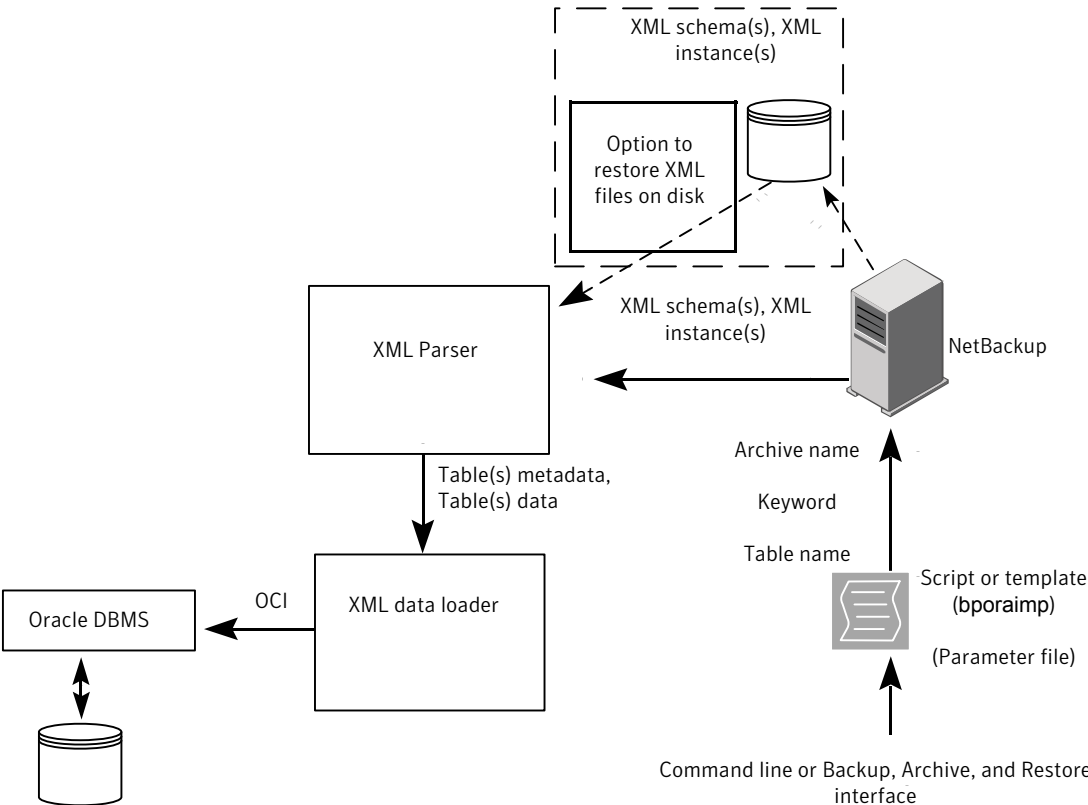 XML schema(s), XML
instance(s)
Option to
restore XML
files on disk
XML schema(s), XML
instance(s)
XML Parser
NetBackup
Archive name
Table(s) metadata,
Table(s) data
Keyword
Table name
Script or template
(bporaimp)
(Parameter file)
OCI
XML data loader
Oracle DBMS
Command line or Backup, Archive, and Restore
interface